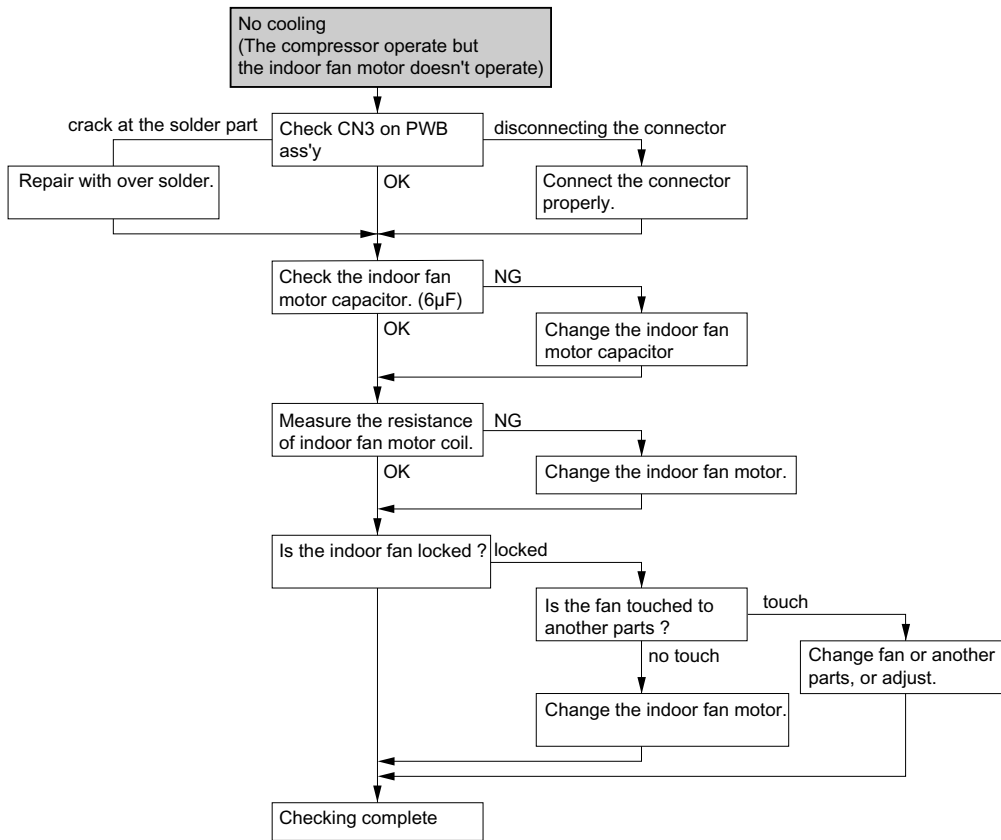 No cooling
(The compressor operate but
the indoor fan motor doesn't operate)
crack at the solder part
Check CN3 on PWB
ass'y
disconnecting the connector
Repair with over solder.
OK
Connect the connector
properly.
Check the indoor fan
motor capacitor. (6µF)
NG
OK
Change the indoor fan
motor capacitor
Measure the resistance
of indoor fan motor coil.
NG
OK
Change the indoor fan motor.
Is the indoor fan locked ?
locked
Is the fan touched to
another parts ?
touch
no touch
Change fan or another
parts, or adjust.
Change the indoor fan motor.
Checking complete